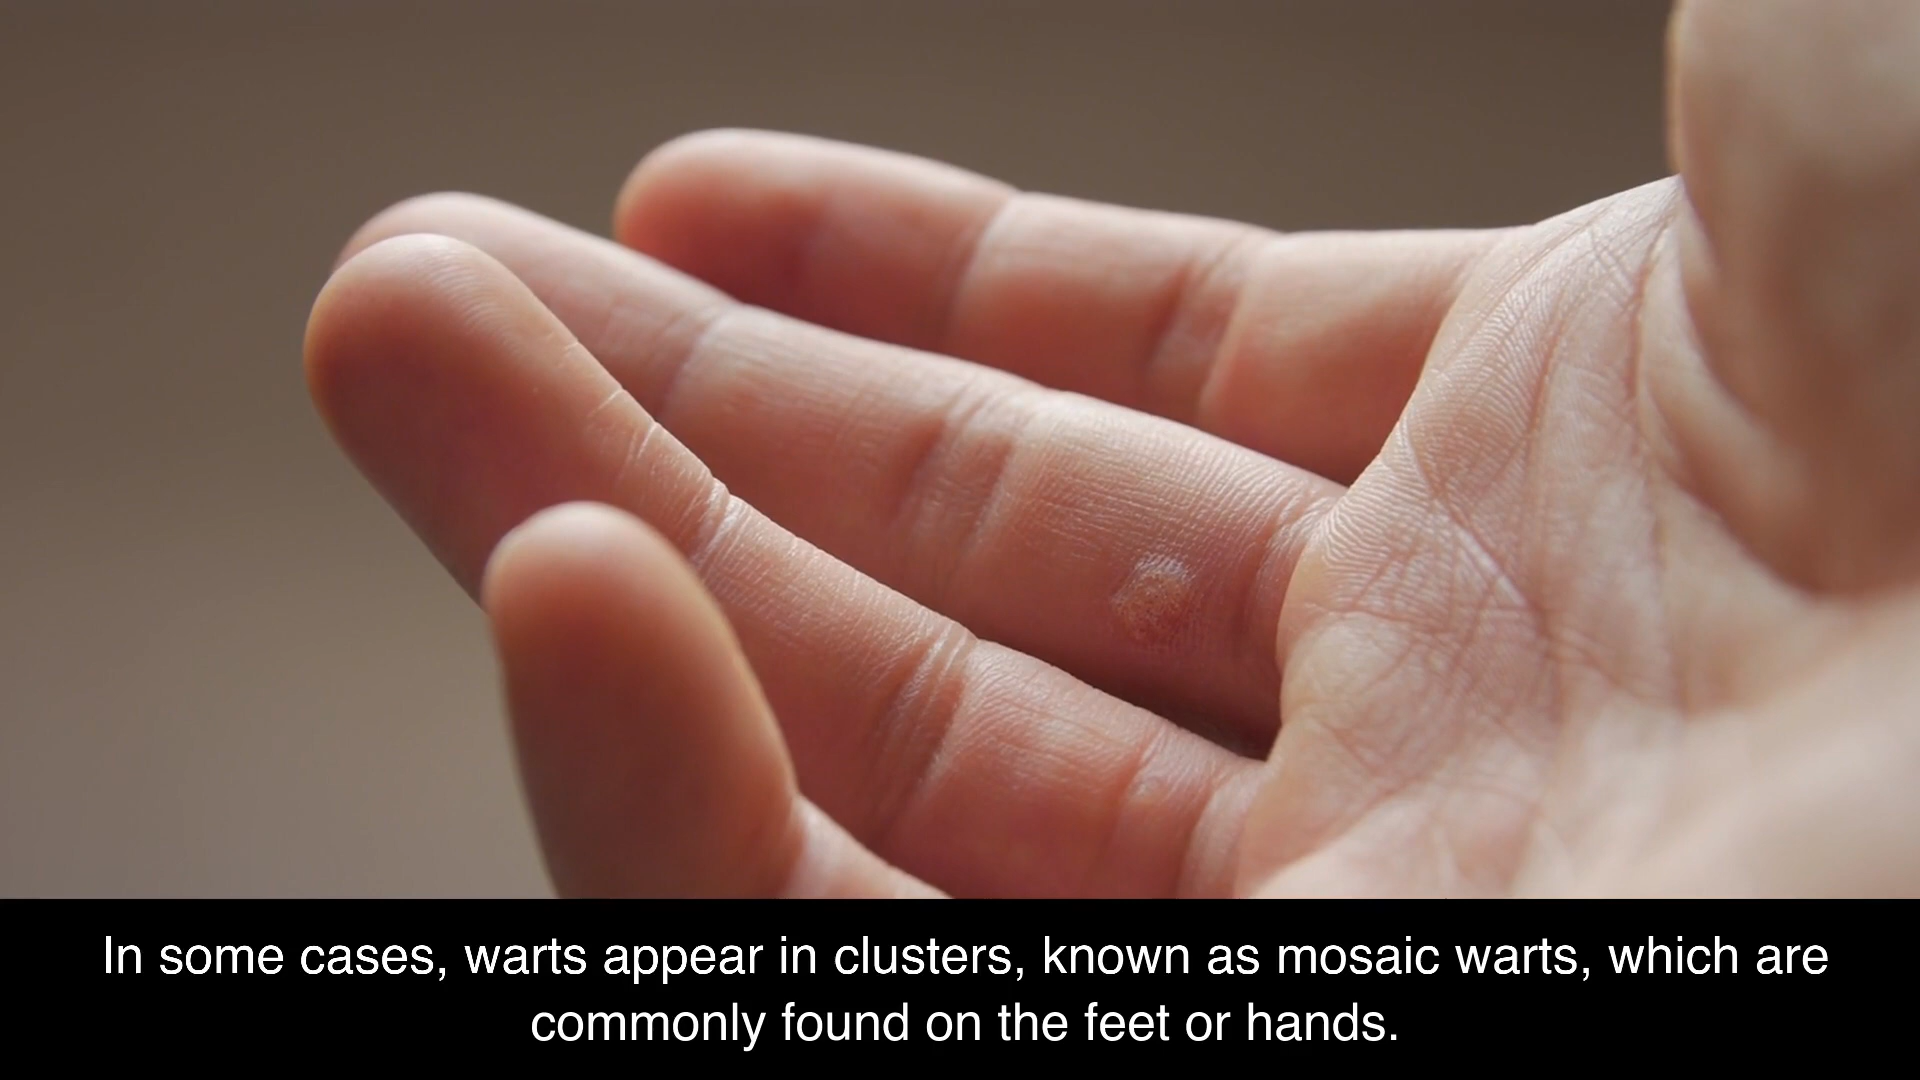 In some cases, warts appear in clusters, known as mosaic warts, which are
commonly found on the feet or hands.